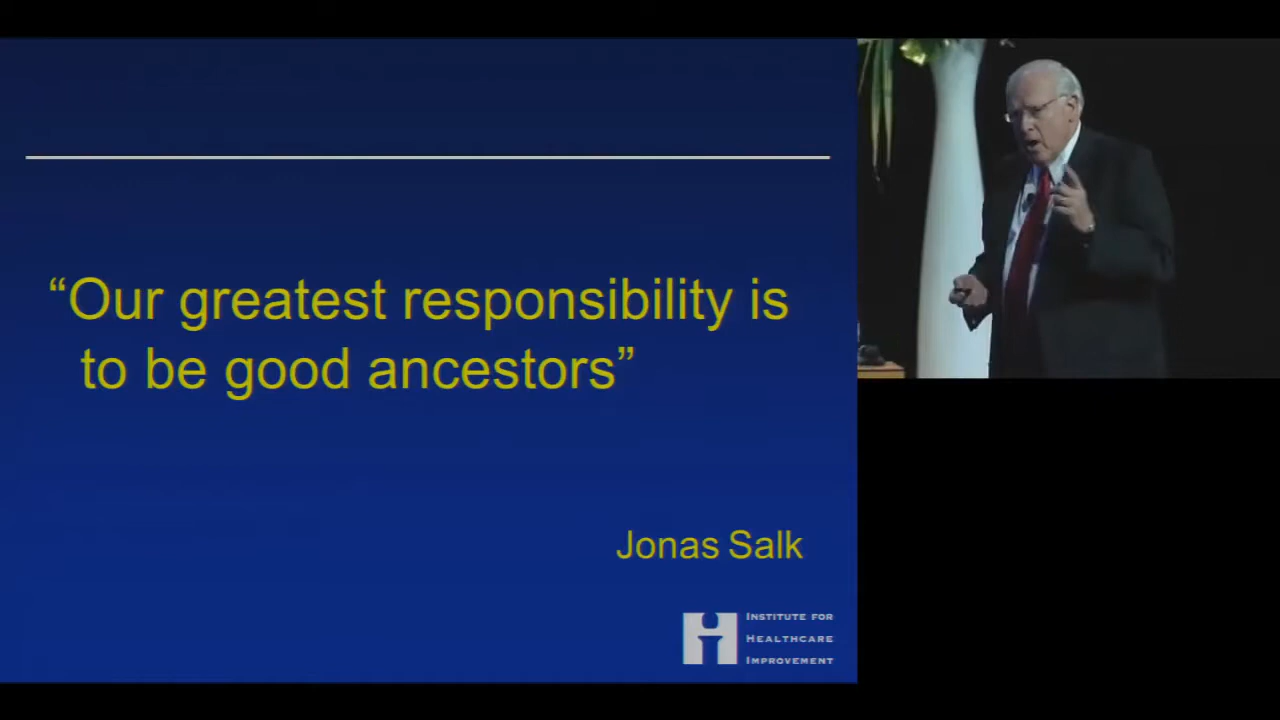 “Our greatest responsibility is
to be good ancestors”
Jonas Salk
INSTITUTE FOR
HEALTHCARE
IMPROVEMENT